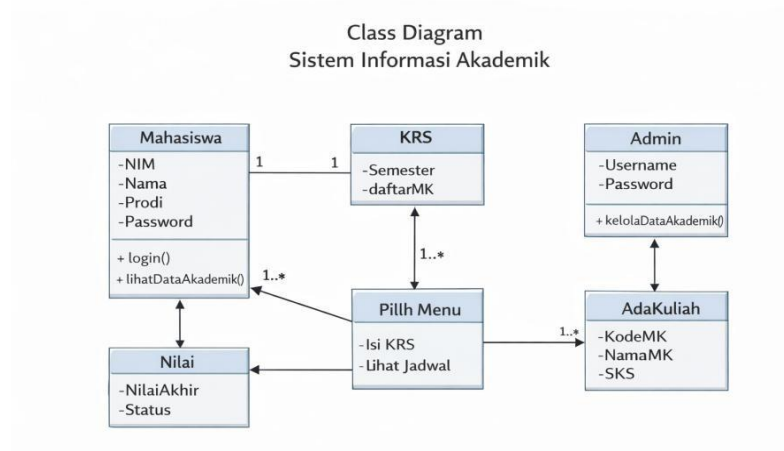 Class Diagram
Sistem Informasi Akademik
Mahasiswa
-NIM
-Nama
-Prodi
-Password
+ login()
+ lihatDataAkademik()
1
1
KRS
-Semester
-daftarMK
Admin
-Username
-Password
+ kelolaDataAkademik()
1..*
1..*
Pillh Menu
-Isi KRS
-Lihat Jadwal
1..*
AdaKuliah
-KodeMK
-NamaMK
-SKS
Nilai
-NilaiAkhir
-Status